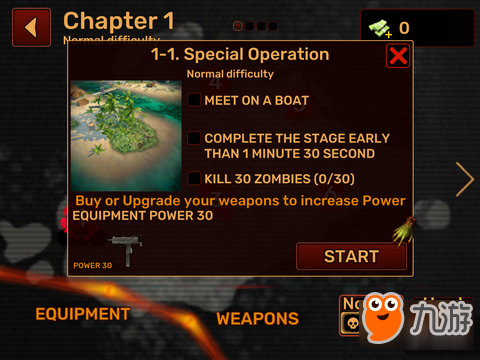 Chapter 1
Normal difficulty
0
1-1. Special Operation
Normal difficulty
MEET ON A BOAT
COMPLETE THE STAGE EARLY
THAN 1 MINUTE 30 SECOND
KILL 30 ZOMBIES (0/30)
Buy or Upgrade your weapons to increase Power
EQUIPMENT POWER 30
POWER 30
START
EQUIPMENT
WEAPONS
九游